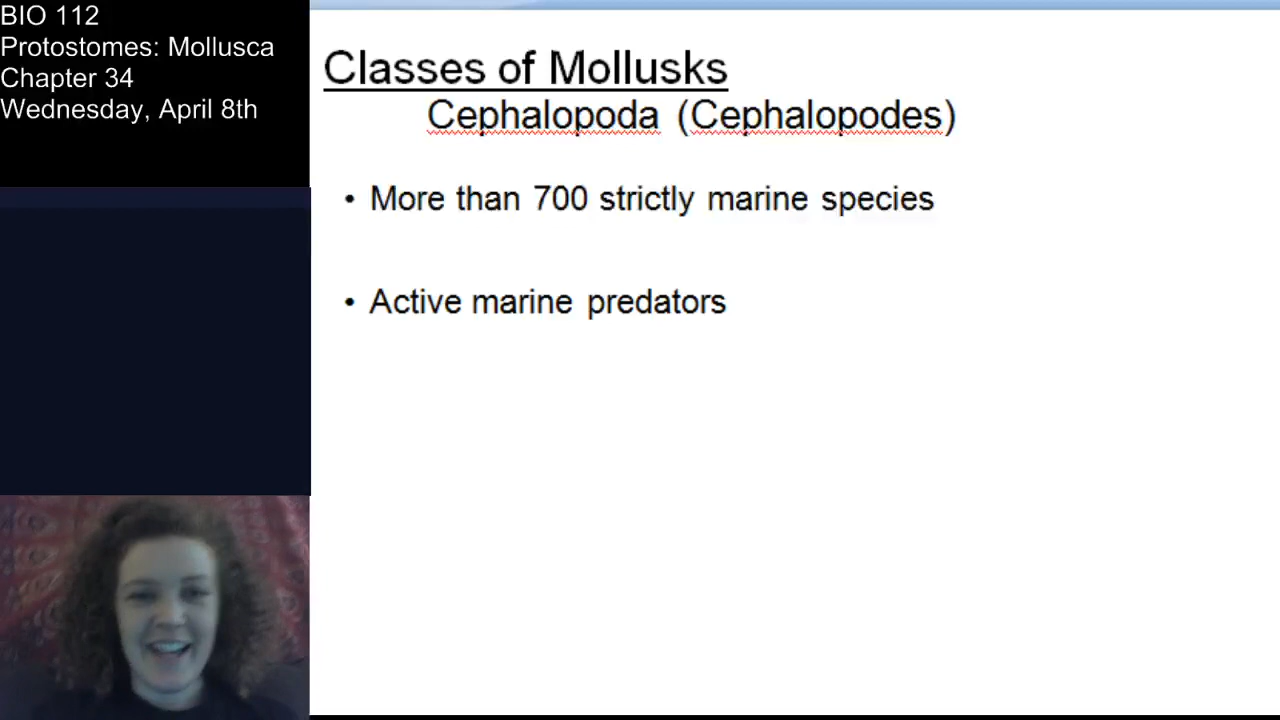 BIO 112
Protostomes: Mollusca
Chapter 34
Wednesday, April 8th
Classes of Mollusks
Cephalopoda (Cephalopodes)
• More than 700 strictly marine species
• Active marine predators